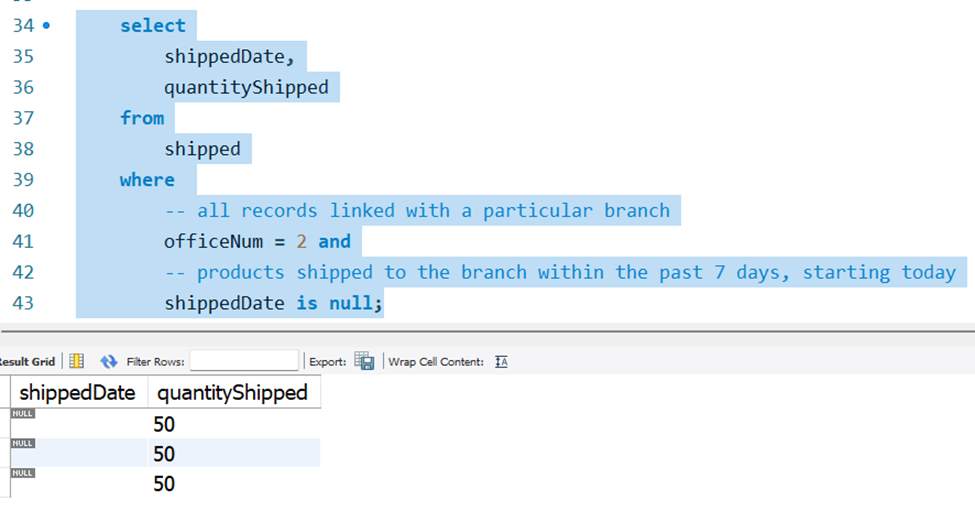 34 select
35 shippedDate,
36 quantityShipped
37 from
38 shipped
39 where
40 -- all records linked with a particular branch
41 officeNum = 2 and
42 -- products shipped to the branch within the past 7 days, starting today
43 shippedDate is null;
Result Grid Filter Rows: Export: Wrap Cell Content: IA
shippedDate quantityShipped
NULL 50
NULL 50
NULL 50